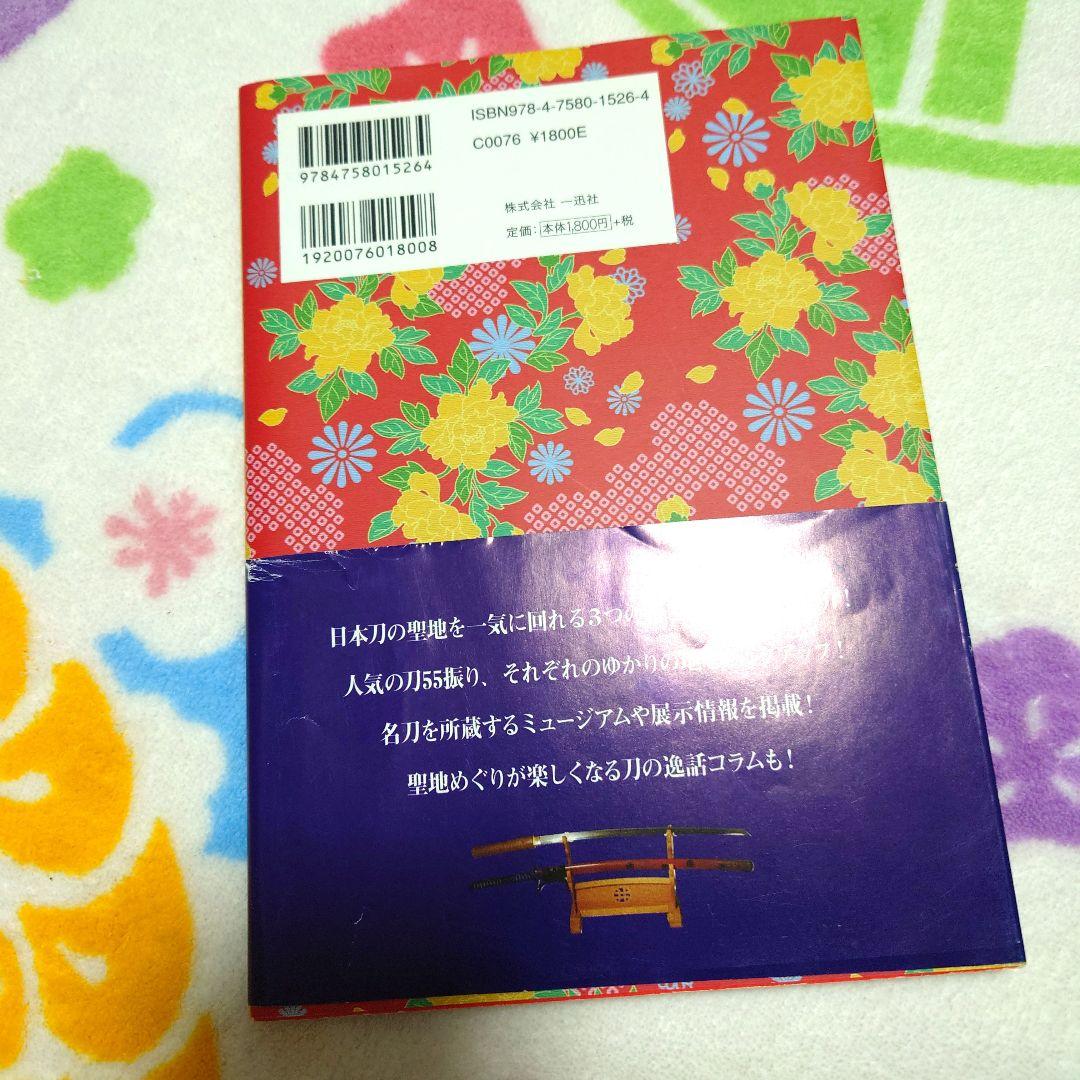 ISBN978-4-7580-1526-4
C0076 ¥1800E
9784758015264
株式会社 一迅社
定価：本体1,800円+税
1920076018008
日本刀の聖地を一気に回れる3つの
人気の刀55振り、それぞれのゆかりの地
名刀を所蔵するミュージアムや展示情報を掲載！
聖地めぐりが楽しくなる刀の逸話コラムも！